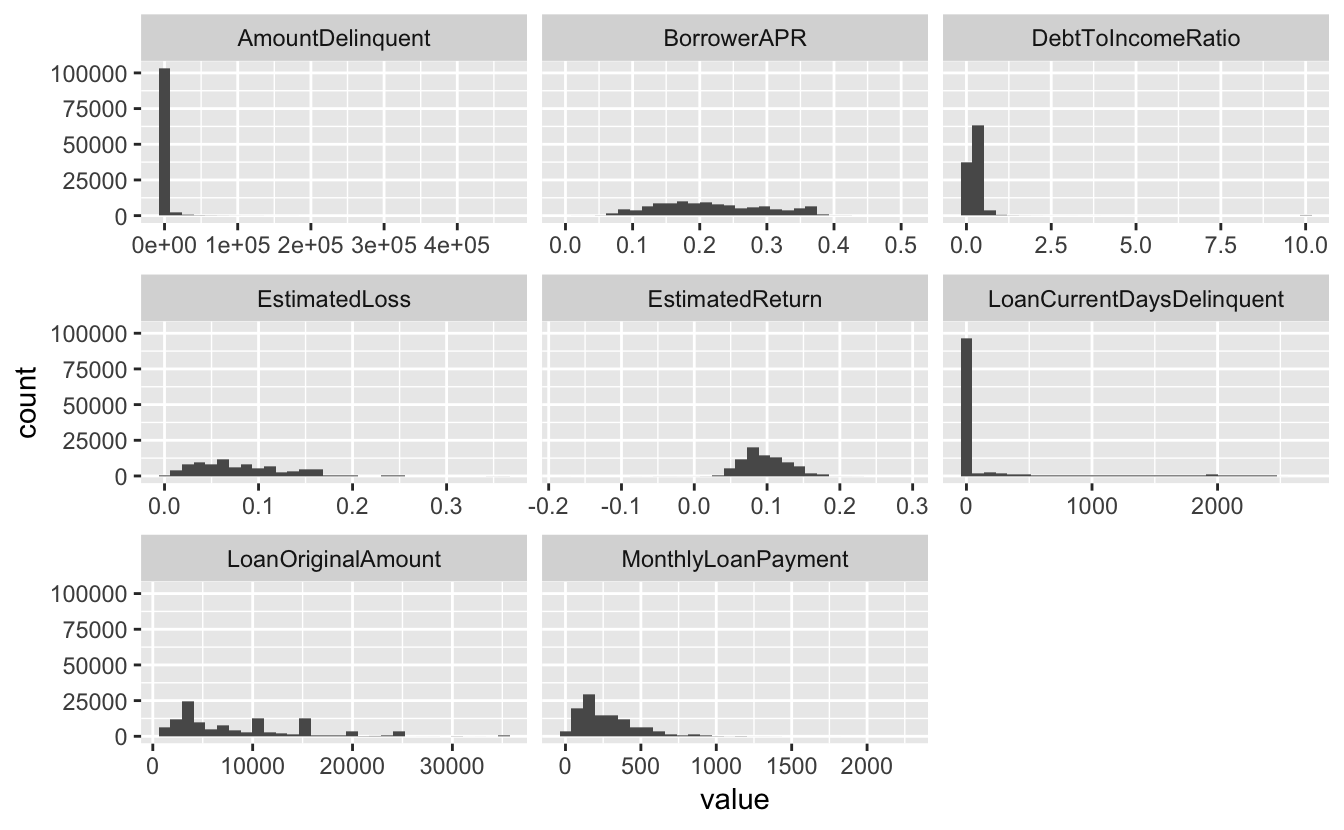 AmountDelinquent BorrowerAPR DebtToIncomeRatio
100000
75000
50000
25000
0
0e+00 1e+05 2e+05 3e+05 4e+05 0.0 0.1 0.2 0.3 0.4 0.5 0.0 2.5 5.0 7.5 10.0
EstimatedLoss EstimatedReturn LoanCurrentDaysDelinquent
100000
75000
50000
25000
0
0.0 0.1 0.2 0.3 -0.2 -0.1 0.0 0.1 0.2 0.3 0 1000 2000
count
LoanOriginalAmount MonthlyLoanPayment
100000
75000
50000
25000
0
0 10000 20000 30000 0 500 1000 1500 2000
value